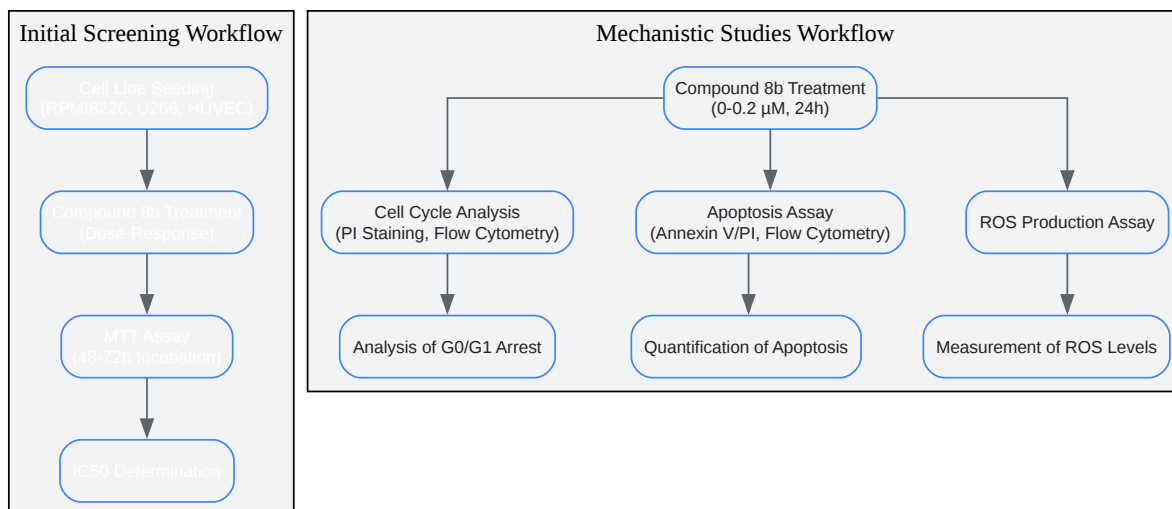 Initial Screening Workflow
Cell Line Seeding
(RPMI8226, U266, HUVEC)
Compound 8b Treatment
(Dose-Response)
MTT Assay
(48-72h Incubation)
IC50 Determination
Mechanistic Studies Workflow
Compound 8b Treatment
(0-0.2 µM, 24h)
Cell Cycle Analysis
(PI Staining, Flow Cytometry)
Apoptosis Assay
(Annexin V/PI, Flow Cytometry)
ROS Production Assay
Analysis of G0/G1 Arrest
Quantification of Apoptosis
Measurement of ROS Levels